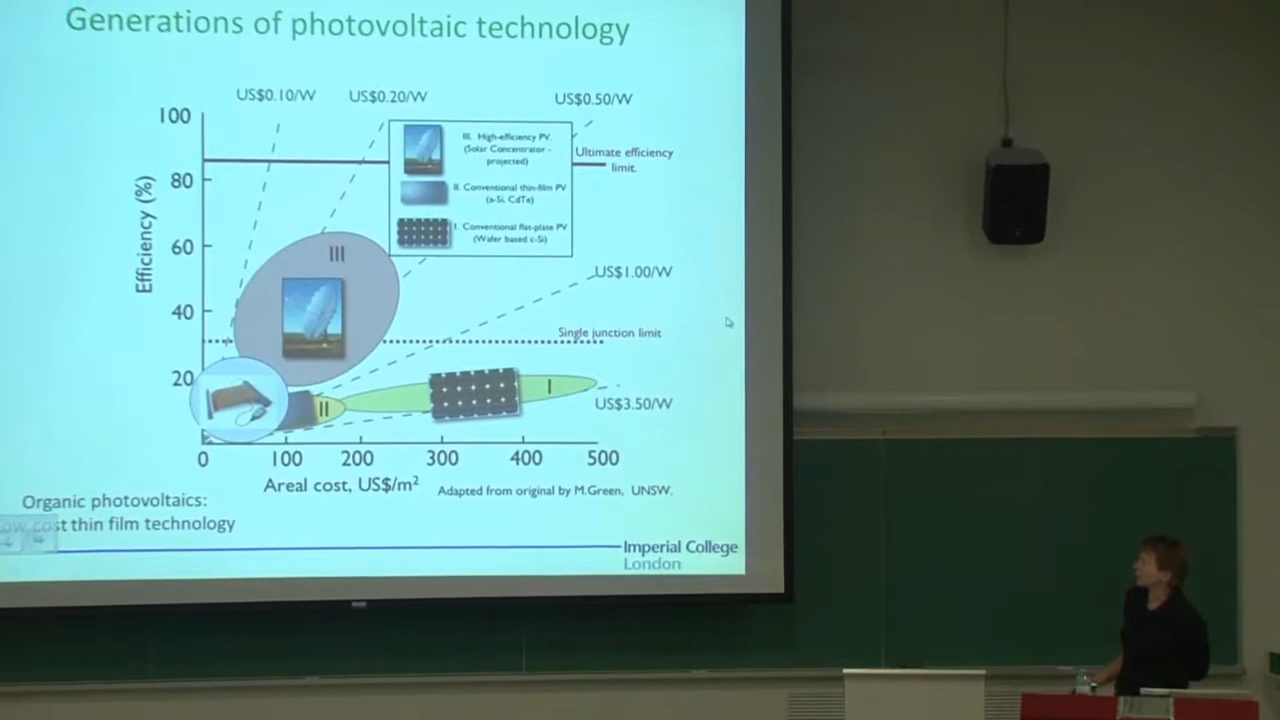 Generations of photovoltaic technology
US$0.10/W
US$0.20/W
US$0.50/W
100
80
60
40
20
Efficiency (%)
III. High-efficiency PV
(Solar Concentrator -
projected)
II. Conventional thin-film PV
(a-Si, CdTe)
I. Conventional flat-plate PV
(Wafer based c-Si)
Ultimate efficiency
limit.
III
US$1.00/W
Single junction limit
II
I
US$3.50/W
0
100
200
300
400
500
Areal cost, US$/m²
Adapted from original by M.Green, UNSW.
Organic photovoltaics:
low cost thin film technology
Imperial College
London